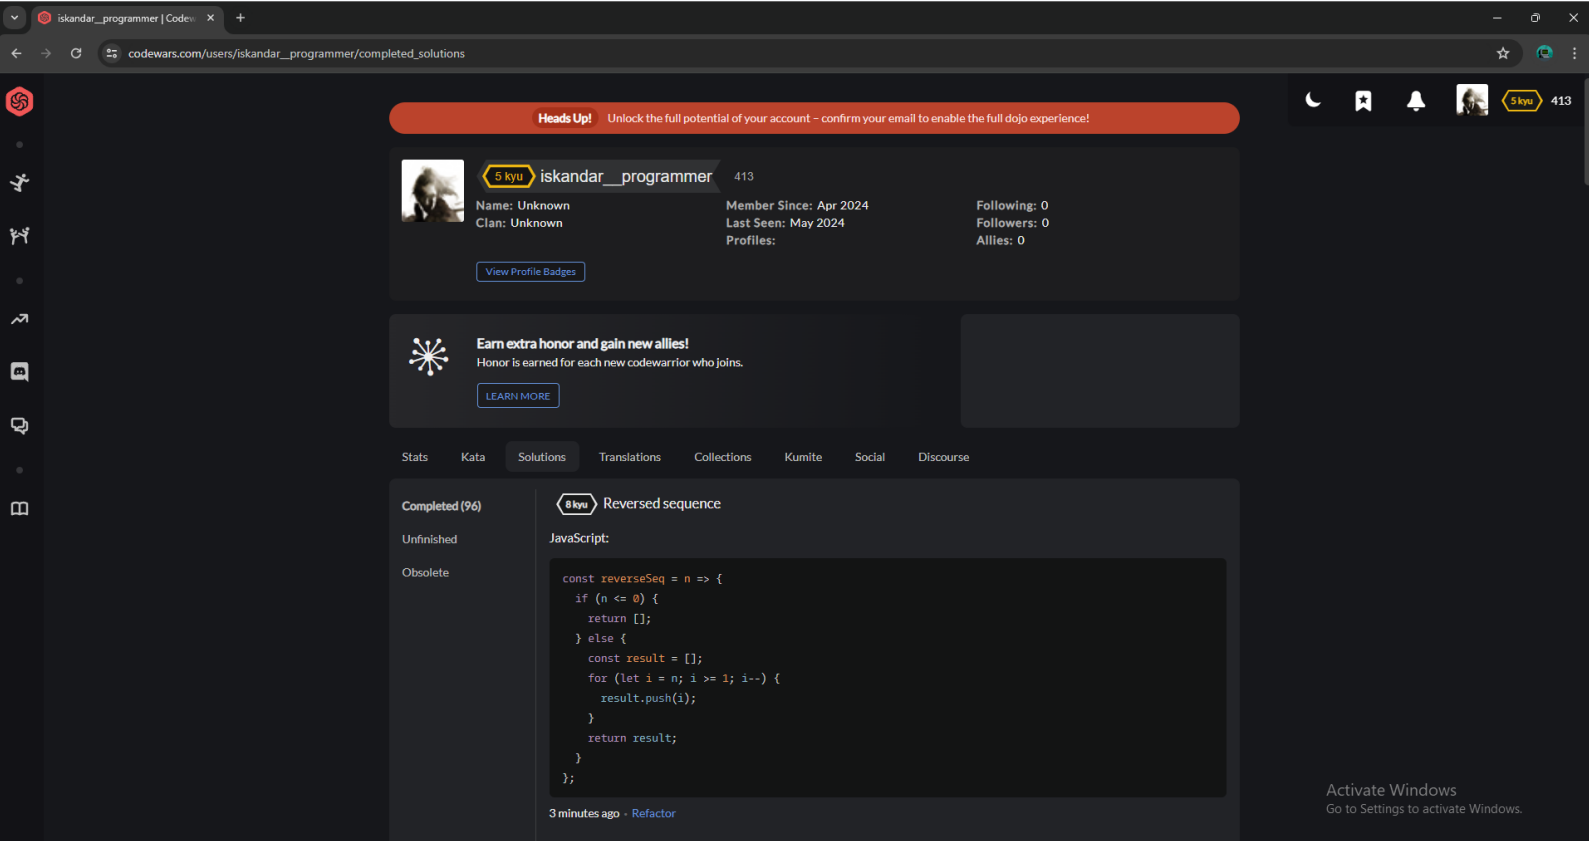 iskandar__programmer | Codew
codewars.com/users/iskandar__programmer/completed_solutions
Heads Up! Unlock the full potential of your account – confirm your email to enable the full dojo experience!
5 kyu 413
5 kyu iskandar__programmer 413
Name: Unknown Member Since: Apr 2024 Following: 0
Clan: Unknown Last Seen: May 2024 Followers: 0
Profiles: Allies: 0
View Profile Badges
Earn extra honor and gain new allies!
Honor is earned for each new codewarrior who joins.
LEARN MORE
Stats Kata Solutions Translations Collections Kumite Social Discourse
Completed (96)
Unfinished
Obsolete
8 kyu Reversed sequence
JavaScript:
const reverseSeq = n => {
if (n <= 0) {
return [];
} else {
const result = [];
for (let i = n; i >= 1; i--) {
result.push(i);
}
return result;
}
};
3 minutes ago · Refactor
Activate Windows
Go to Settings to activate Windows.